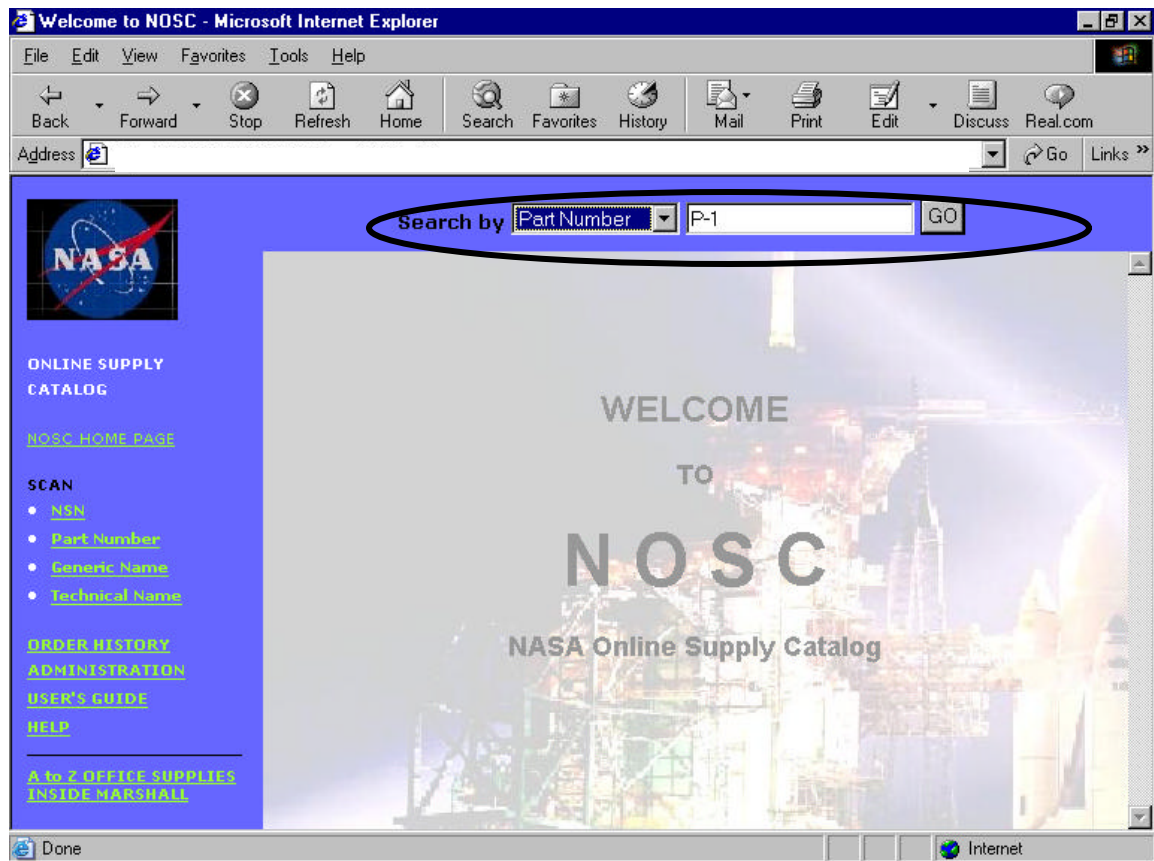 Welcome to NOSC - Microsoft Internet Explorer
File Edit View Favorites Tools Help
Back Forward Stop Refresh Home Search Favorites History Mail Print Edit Discuss Real.com
Address Go Links »
Search by Part Number P-1 GO
NASA
ONLINE SUPPLY
CATALOG
NOSC HOME PAGE
SCAN
• NSN
• Part Number
• Generic Name
• Technical Name
ORDER HISTORY
ADMINISTRATION
USER'S GUIDE
HELP
A to Z OFFICE SUPPLIES
INSIDE MARSHALL
WELCOME
TO
N O S C
NASA Online Supply Catalog
Done Internet